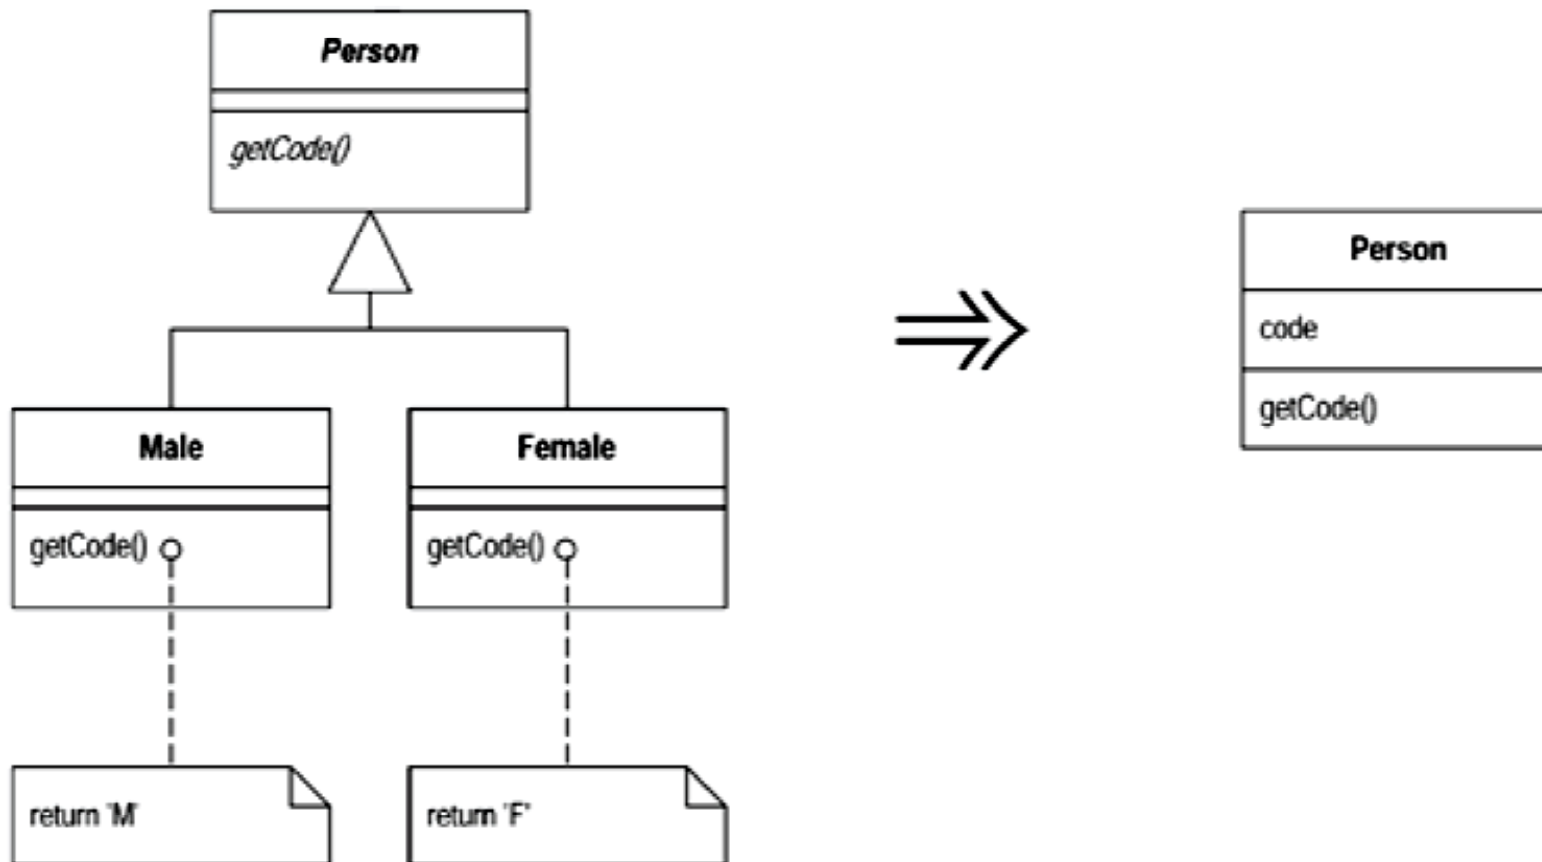 Person
getCode()
Person
code
getCode()
Male
Female
getCode()
getCode()
return 'M'
return 'F'